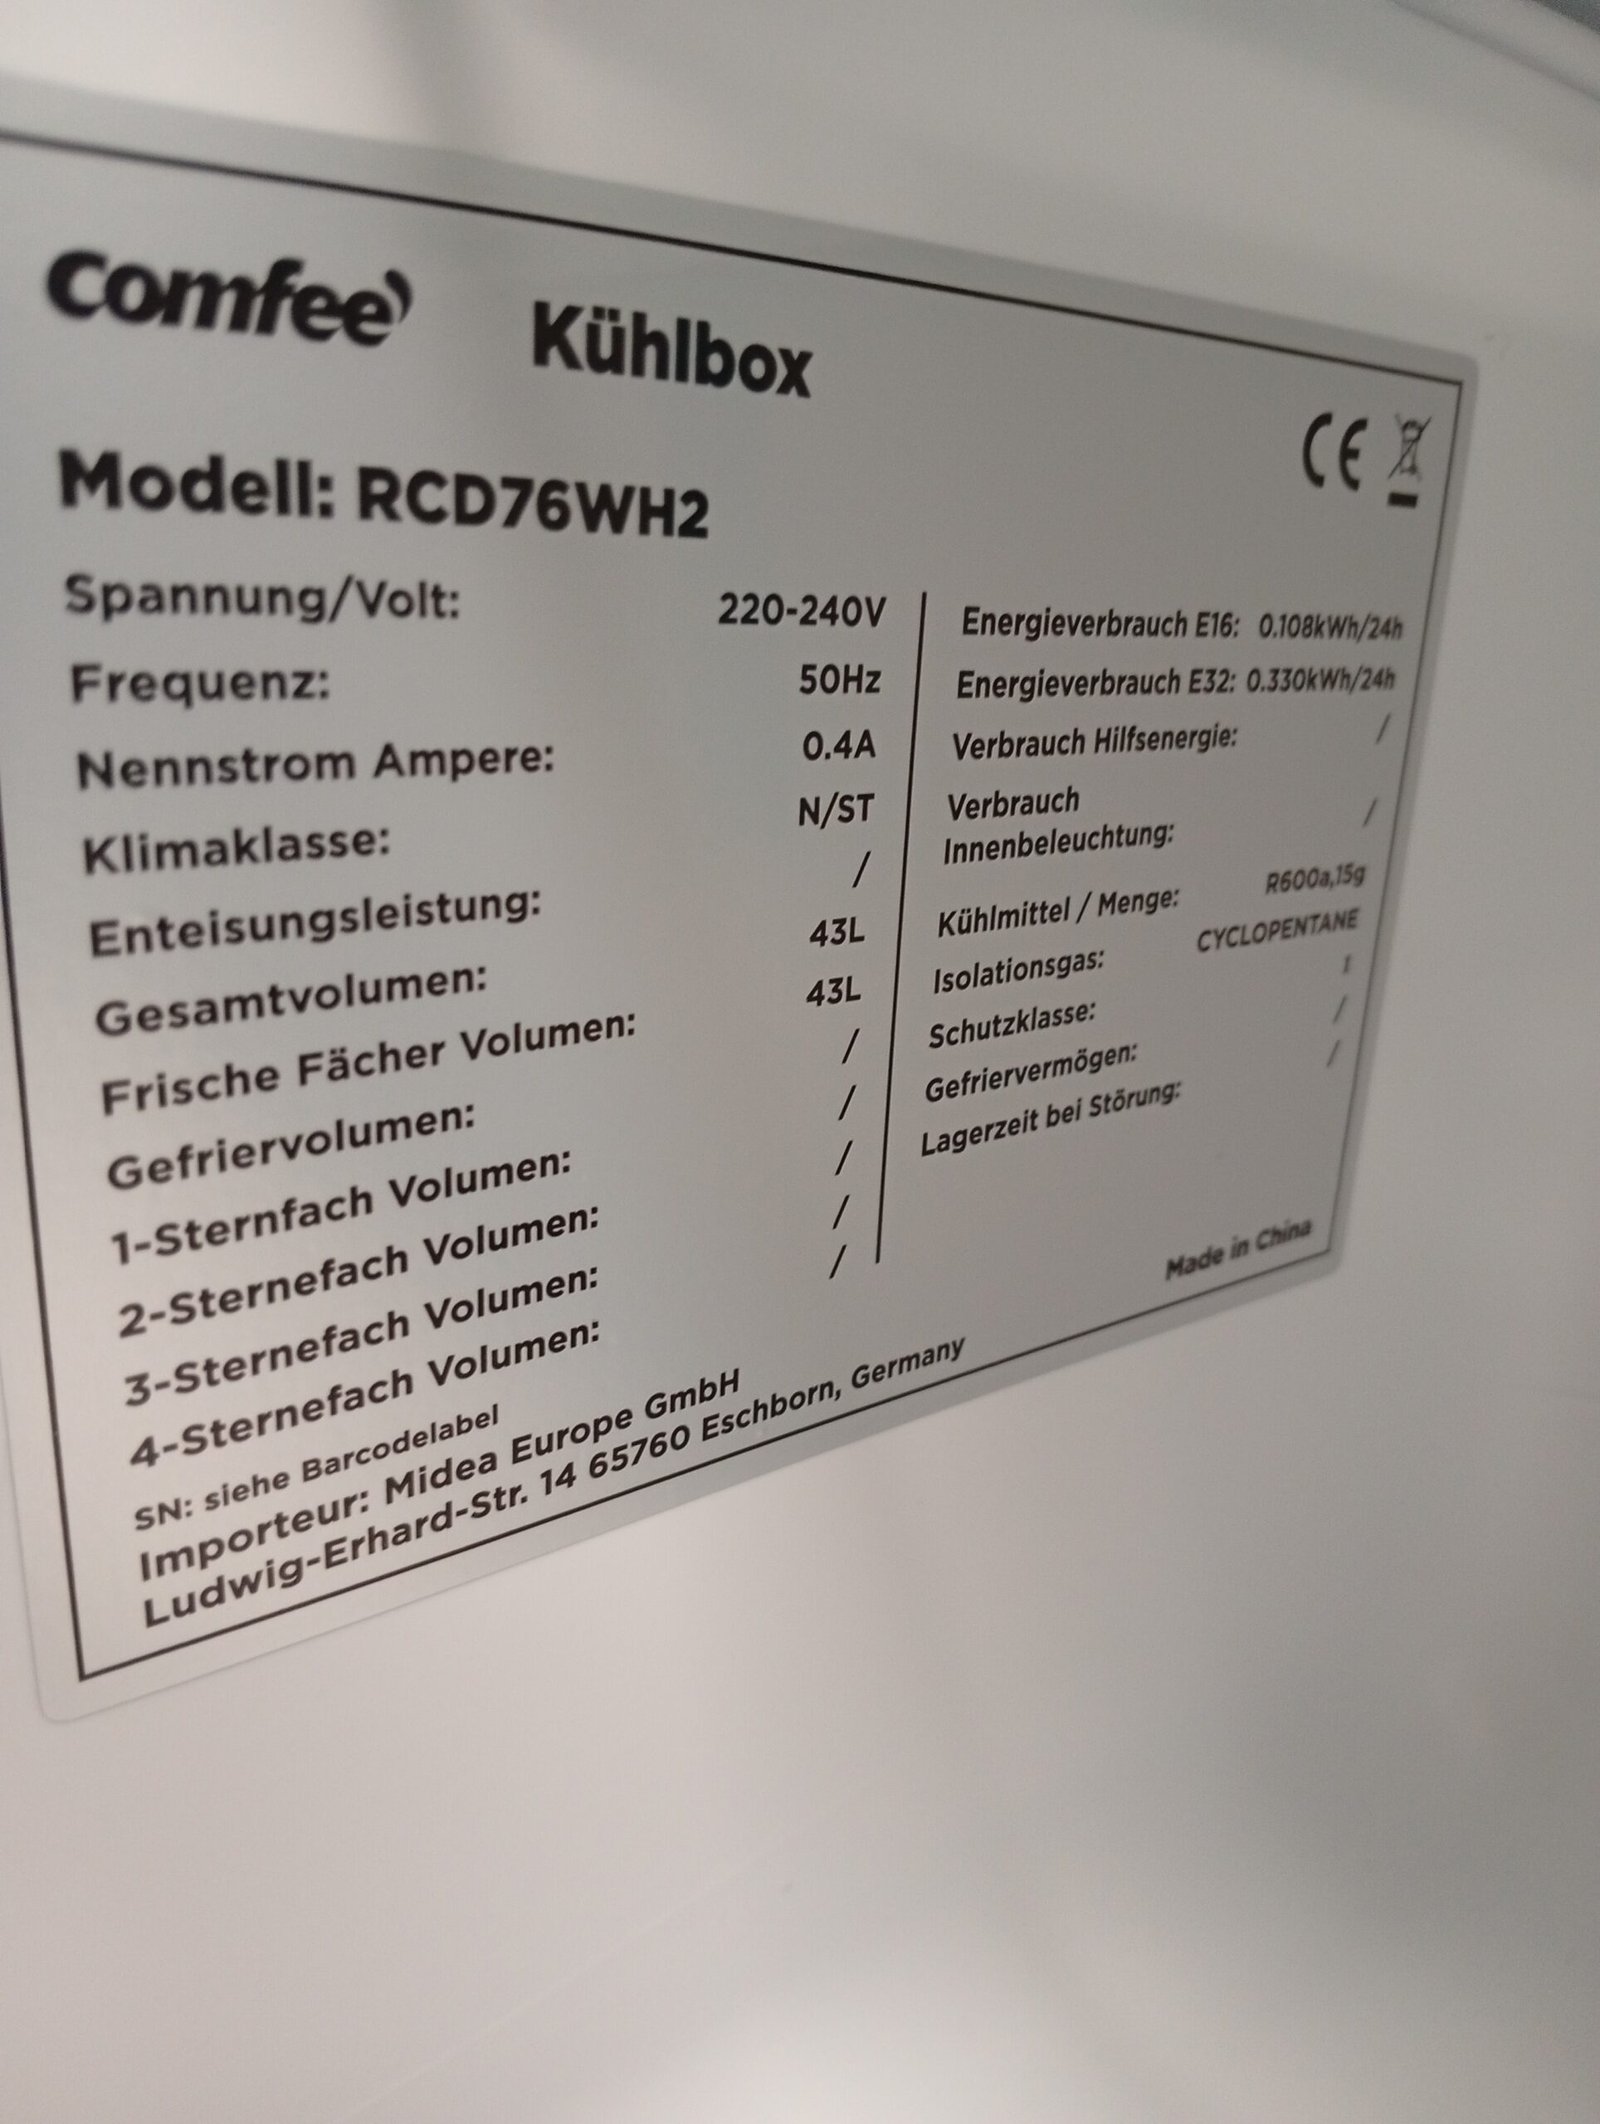 comfee'
Kühlbox
Modell: RCD76WH2
CE
Spannung/Volt: 220-240V
Frequenz: 50Hz
Nennstrom Ampere: 0.4A
Klimaklasse: N/ST
Enteisungsleistung: /
Gesamtvolumen: 43L
Frische Fächer Volumen: 43L
Gefriervolumen: /
1-Sternfach Volumen: /
2-Sternefach Volumen: /
3-Sternefach Volumen: /
4-Sternefach Volumen: /
Energieverbrauch E16: 0.108kWh/24h
Energieverbrauch E32: 0.330kWh/24h
Verbrauch Hilfsenergie: /
Verbrauch
Innenbeleuchtung: /
Kühlmittel / Menge: R600a,15g
Isolationsgas: CYCLOPENTANE
Schutzklasse: I
Gefriervermögen: /
Lagerzeit bei Störung: /
SN: siehe Barcodelabel
Importeur: Midea Europe GmbH
Ludwig-Erhard-Str. 14 65760 Eschborn, Germany
Made in China